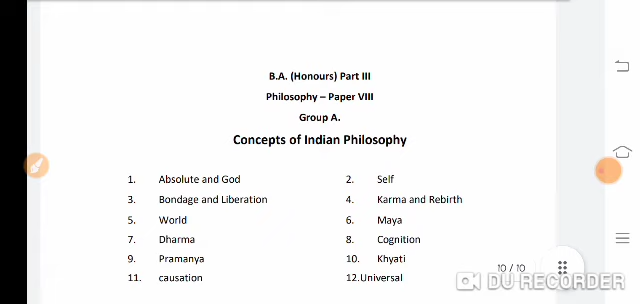 B.A. (Honours) Part III
Philosophy – Paper VIII
Group A.
Concepts of Indian Philosophy
1. Absolute and God 2. Self
3. Bondage and Liberation 4. Karma and Rebirth
5. World 6. Maya
7. Dharma 8. Cognition
9. Pramanya 10. Khyati
11. causation 12.Universal
10 / 10
DU RECORDER